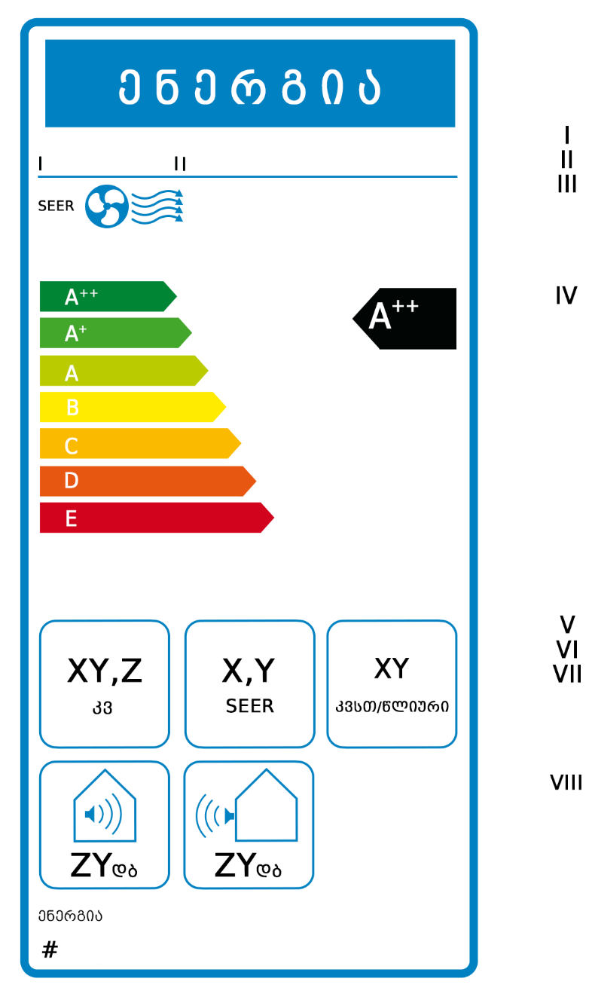 ენერგია
I II
I
II
III
SEER
A++
A++
IV
A+
A
B
C
D
E
V
VI
VII
XY,Z
კვ
X,Y
SEER
XY
კვსთ/წლიური
VIII
ZYდბ
ZYდბ
ენერგია
#